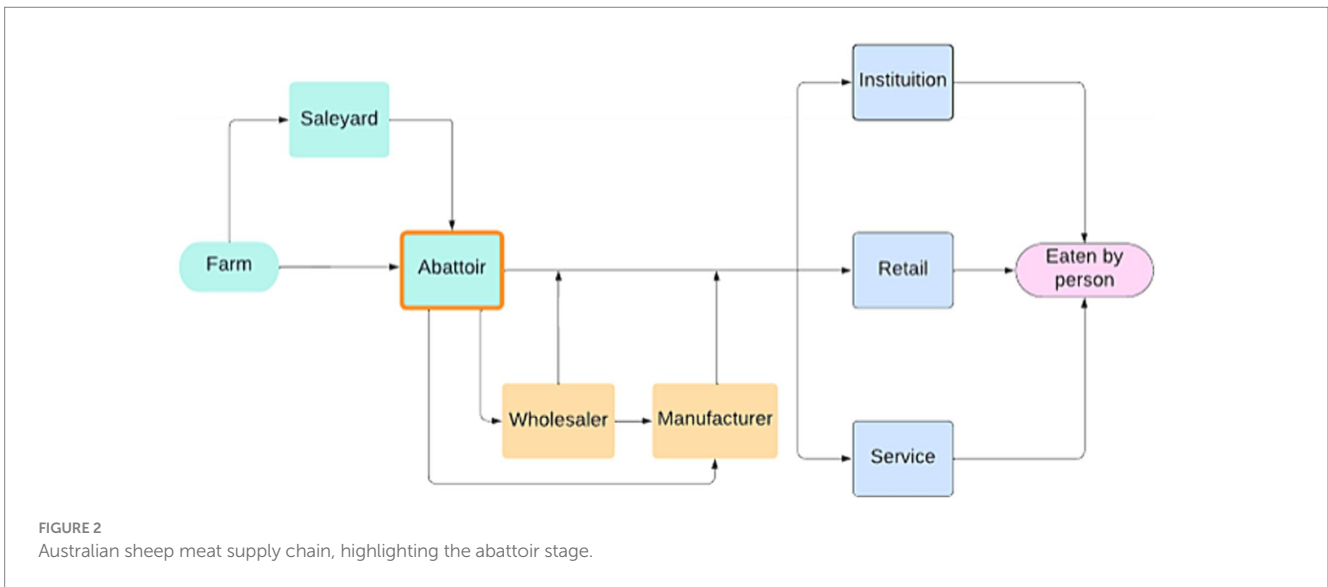 Instituition
Saleyard
Farm
Abattoir
Retail
Eaten by
person
Wholesaler
Manufacturer
Service
FIGURE 2
Australian sheep meat supply chain, highlighting the abattoir stage.